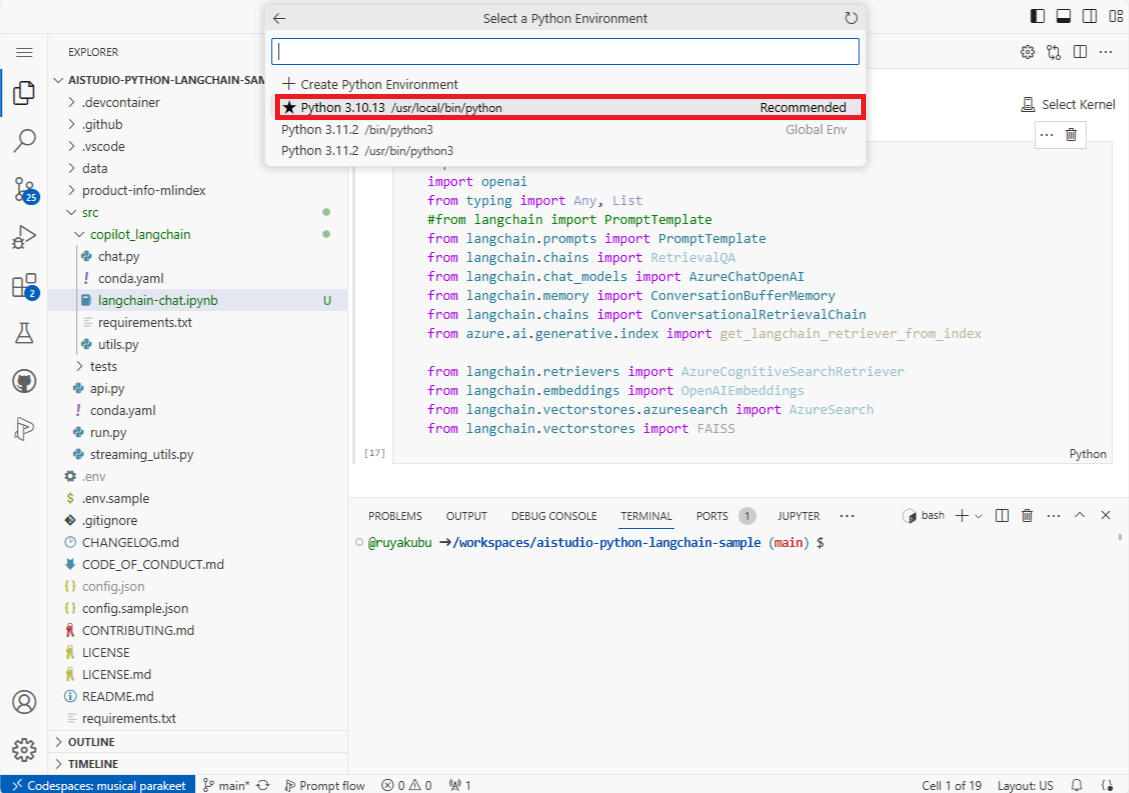 Select a Python Environment
Create Python Environment
★ Python 3.10.13 /usr/local/bin/python Recommended
Python 3.11.2 /bin/python3 Global Env
Python 3.11.2 /usr/bin/python3
EXPLORER
AISTUDIO-PYTHON-LANGCHAIN-SAM
.devcontainer
.github
.vscode
data
product-info-mlindex
src
copilot_langchain
chat.py
! conda.yaml
langchain-chat.ipynb U
requirements.txt
utils.py
tests
api.py
! conda.yaml
run.py
streaming_utils.py
.env
$ .env.sample
.gitignore
CHANGELOG.md
CODE_OF_CONDUCT.md
{} config.json
{} config.sample.json
CONTRIBUTING.md
LICENSE
LICENSE.md
README.md
requirements.txt
OUTLINE
TIMELINE
25
2
Select Kernel
import openai
from typing import Any, List
#from langchain import PromptTemplate
from langchain.prompts import PromptTemplate
from langchain.chains import RetrievalQA
from langchain.chat_models import AzureChatOpenAI
from langchain.memory import ConversationBufferMemory
from langchain.chains import ConversationalRetrievalChain
from azure.ai.generative.index import get_langchain_retriever_from_index
from langchain.retrievers import AzureCognitiveSearchRetriever
from langchain.embeddings import OpenAIEmbeddings
from langchain.vectorstores.azuresearch import AzureSearch
from langchain.vectorstores import FAISS
[17]
Python
PROBLEMS OUTPUT DEBUG CONSOLE TERMINAL PORTS 1 JUPYTER ··· bash
@ruyakubu ➜/workspaces/aistudio-python-langchain-sample (main) $
Codespaces: musical parakeet main* Prompt flow 0 0 1 Cell 1 of 19 Layout: US